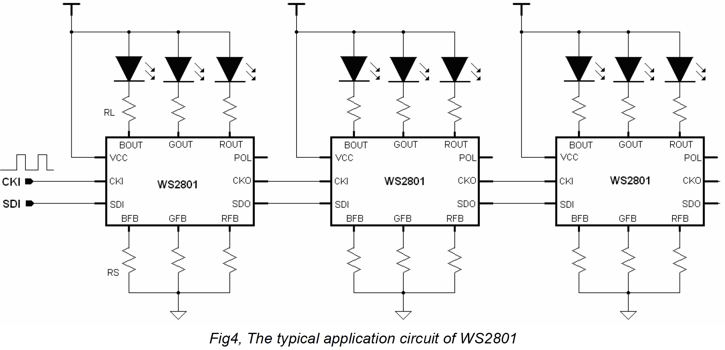 RL
BOUT GOUT ROUT
BOUT GOUT ROUT
BOUT GOUT ROUT
VCC POL
VCC POL
VCC POL
CKI
CKI WS2801 CKO
CKI WS2801 CKO
CKI WS2801 CKO
SDI
SDI SDO
SDI SDO
SDI SDO
BFB GFB RFB
BFB GFB RFB
BFB GFB RFB
RS
Fig4, The typical application circuit of WS2801